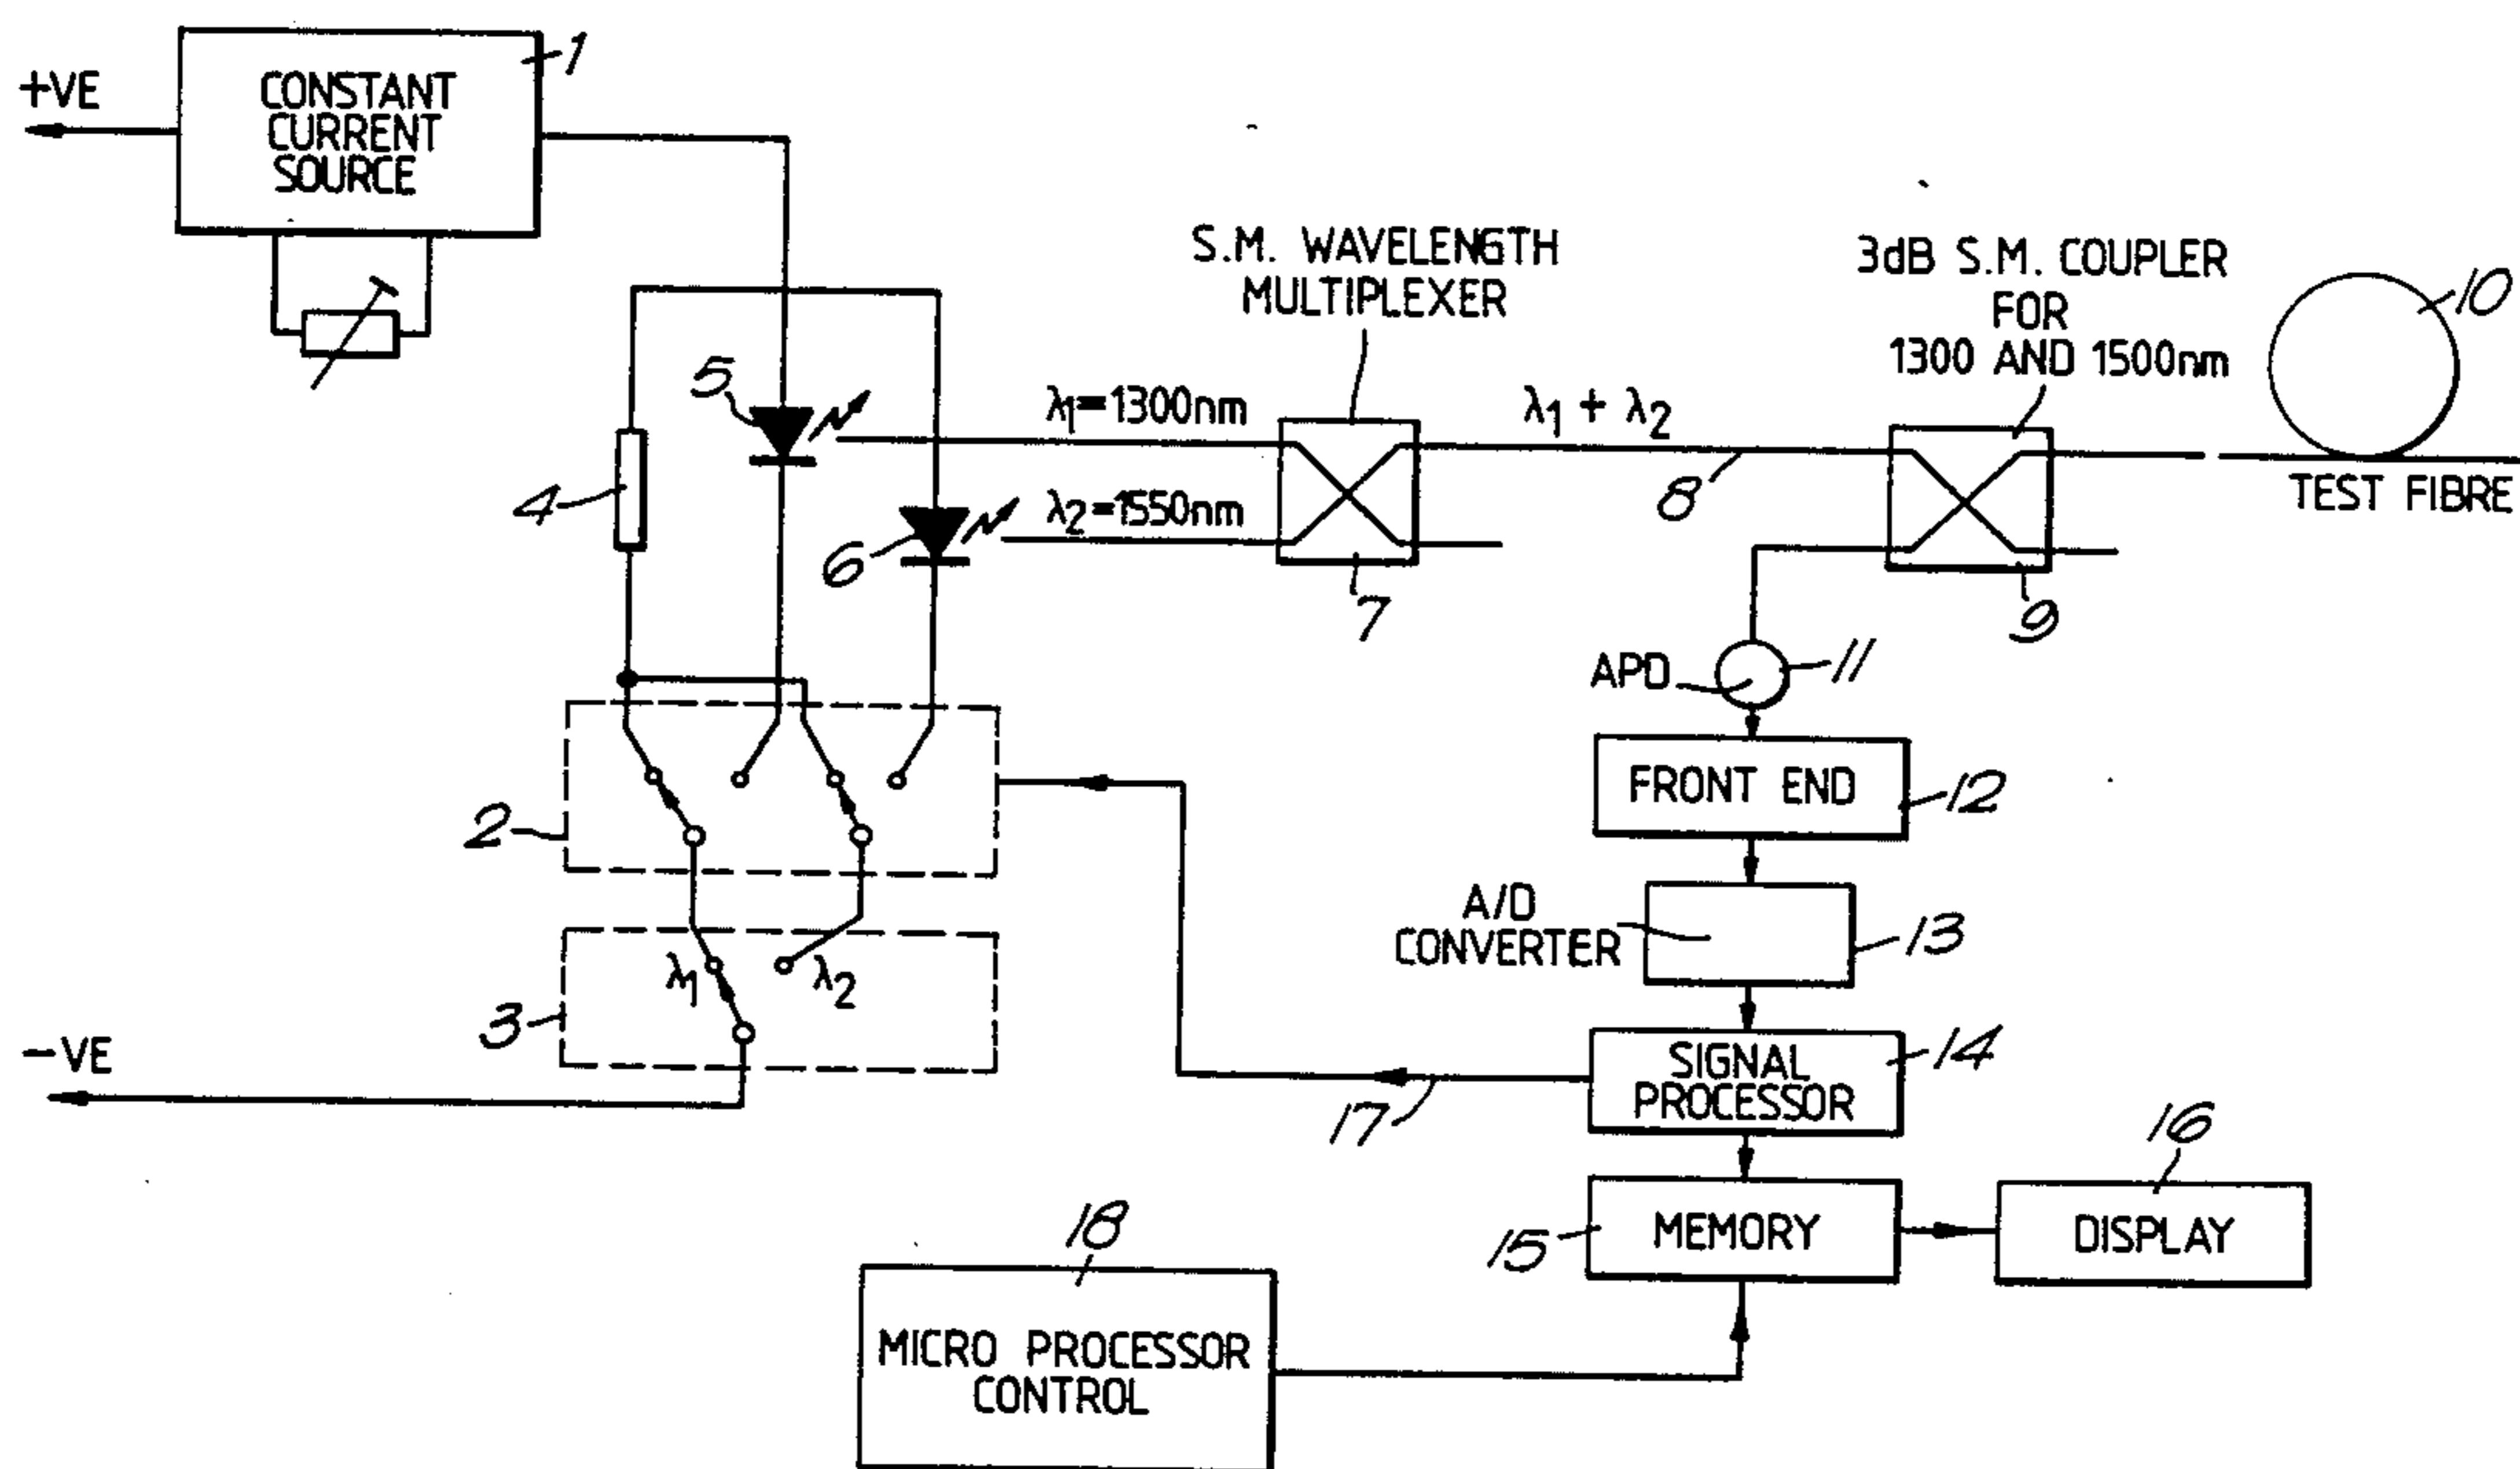 +VE
CONSTANT
CURRENT
SOURCE
1
S.M. WAVELENGTH
MULTIPLEXER
3dB S.M. COUPLER
FOR
1300 AND 1500nm
10
5
λ1=1300nm
λ1 + λ2
4
λ2=1550nm
8
TEST FIBRE
6
7
9
APD
11
2
FRONT END
12
A/D
CONVERTER
13
λ1
λ2
3
-VE
SIGNAL
PROCESSOR
14
17
16
18
15
MEMORY
DISPLAY
MICRO PROCESSOR
CONTROL